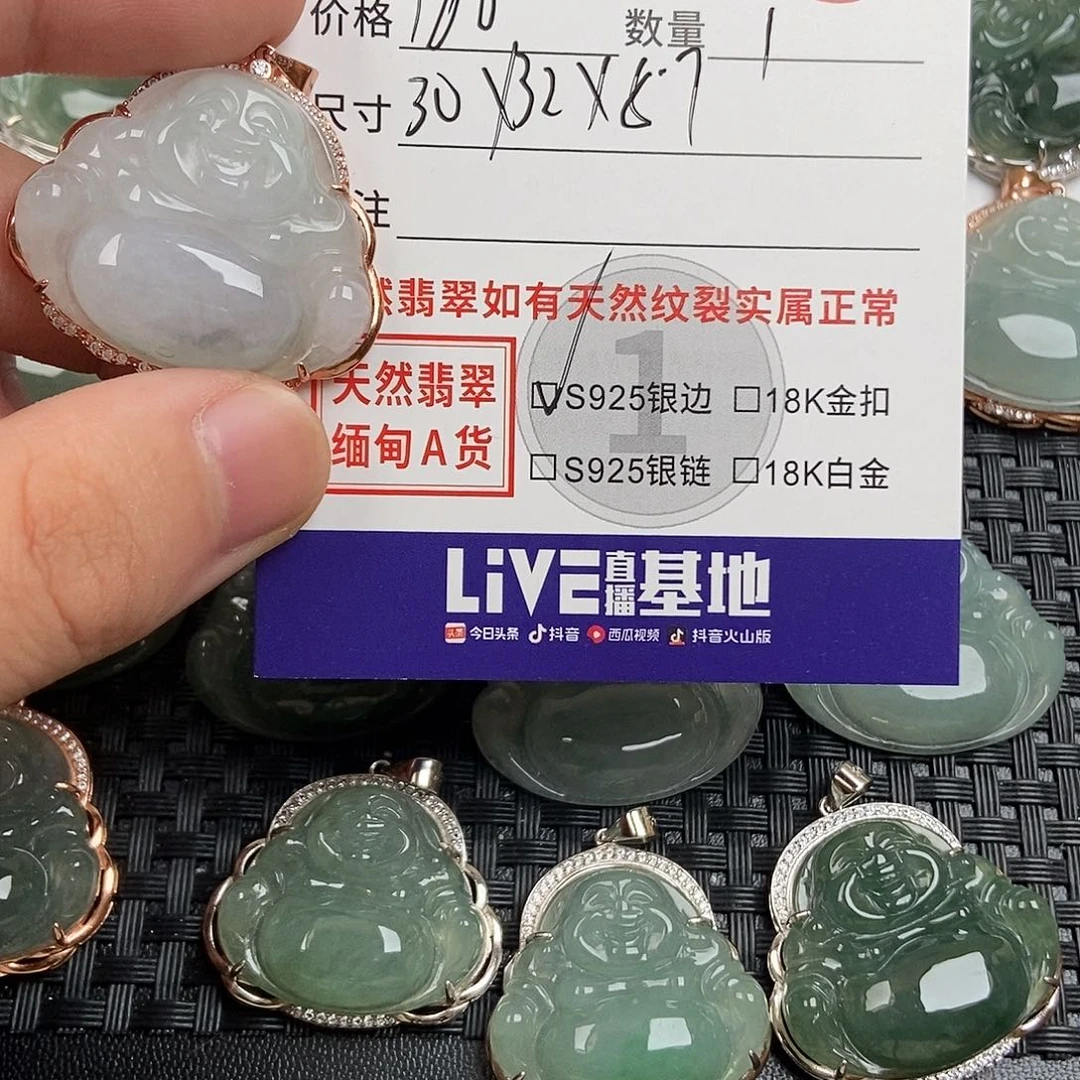 价格 数量 1
尺寸 30X32X8.7
注
然翡翠如有天然纹裂实属正常
天然翡翠
缅甸A货
☑S925银边 □18K金扣
□S925银链 □18K白金
1
LiVE直播基地
今日头条 抖音 西瓜视频 抖音火山版